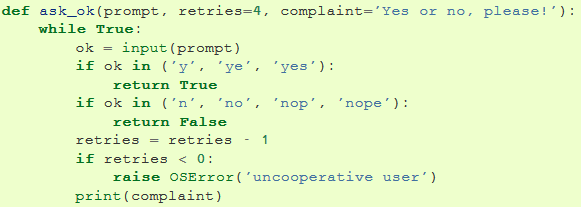 def ask_ok(prompt, retries=4, complaint='Yes or no, please!'):
    while True:
        ok = input(prompt)
        if ok in ('y', 'ye', 'yes'):
            return True
        if ok in ('n', 'no', 'nop', 'nope'):
            return False
        retries = retries - 1
        if retries < 0:
            raise OSError('uncooperative user')
        print(complaint)